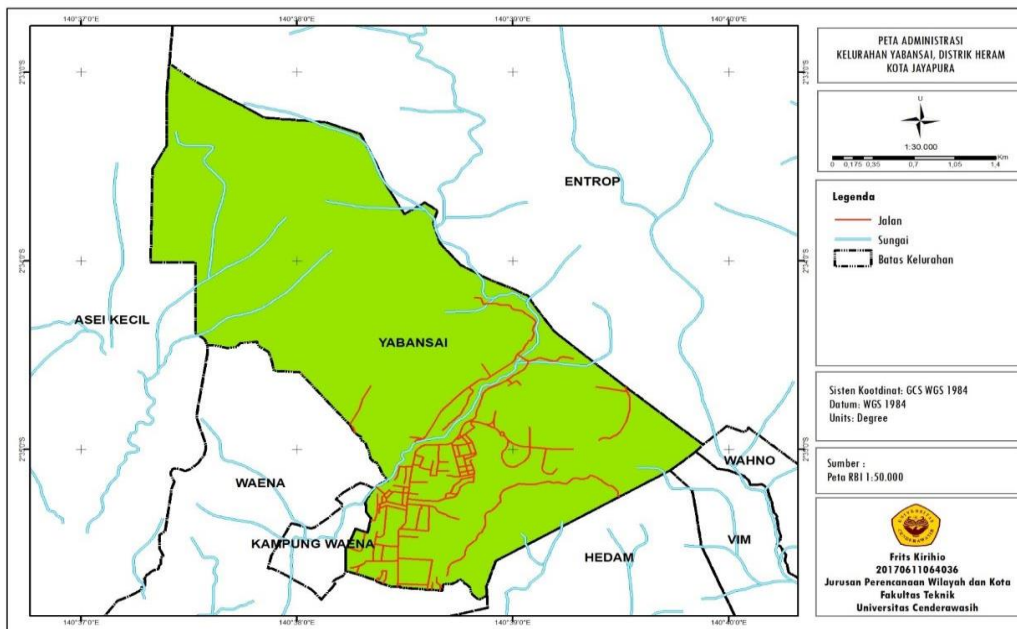 140°37'0"E
140°38'0"E
140°39'0"E
140°40'0"E
ENTROP
ASEI KECIL
YABANSAI
WAENA
KAMPUNG WAENA
HEDAM
WAHNO
VIM
140°37'0"E
140°38'0"E
140°39'0"E
140°40'0"E
PETA ADMINISTRASI
KELURAHAN YABANSAI, DISTRIK HERAM
KOTA JAYAPURA
U
1:30.000
Km
0 0,175 0,35 0,7 1,05 1,4
Legenda
Jalan
Sungai
Batas Kelurahan
Sisten Kootdinat: GCS WGS 1984
Datum: WGS 1984
Units: Degree
Sumber :
Peta RBI 1:50.000
Frits Kirihio
20170611064036
Jurusan Perencanaan Wilayah dan Kota
Fakultas Teknik
Universitas Cenderawasih